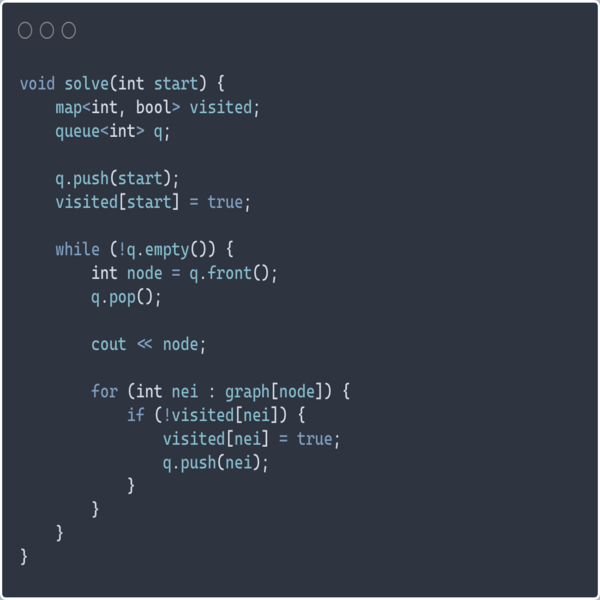 void solve(int start) {
    map<int, bool> visited;
    queue<int> q;

    q.push(start);
    visited[start] = true;

    while (!q.empty()) {
        int node = q.front();
        q.pop();

        cout << node;

        for (int nei : graph[node]) {
            if (!visited[nei]) {
                visited[nei] = true;
                q.push(nei);
            }
        }
    }
}